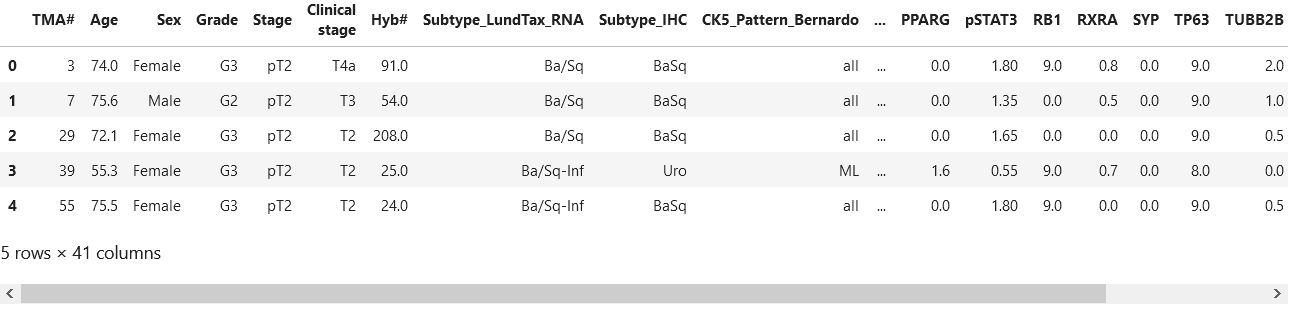 TMA# Age Sex Grade Stage Clinical stage Hyb# Subtype_LundTax_RNA Subtype_IHC CK5_Pattern_Bernardo ... PPARG pSTAT3 RB1 RXRA SYP TP63 TUBB2B
0 3 74.0 Female G3 pT2 T4a 91.0 Ba/Sq BaSq all ... 0.0 1.80 9.0 0.8 0.0 9.0 2.0
1 7 75.6 Male G2 pT2 T3 54.0 Ba/Sq BaSq all ... 0.0 1.35 0.0 0.5 0.0 9.0 1.0
2 29 72.1 Female G3 pT2 T2 208.0 Ba/Sq BaSq all ... 0.0 1.65 0.0 0.0 0.0 9.0 0.5
3 39 55.3 Female G3 pT2 T2 25.0 Ba/Sq-Inf Uro ML ... 1.6 0.55 9.0 0.7 0.0 8.0 0.0
4 55 75.5 Female G3 pT2 T2 24.0 Ba/Sq-Inf BaSq all ... 0.0 1.80 9.0 0.0 0.0 9.0 0.5
5 rows × 41 columns